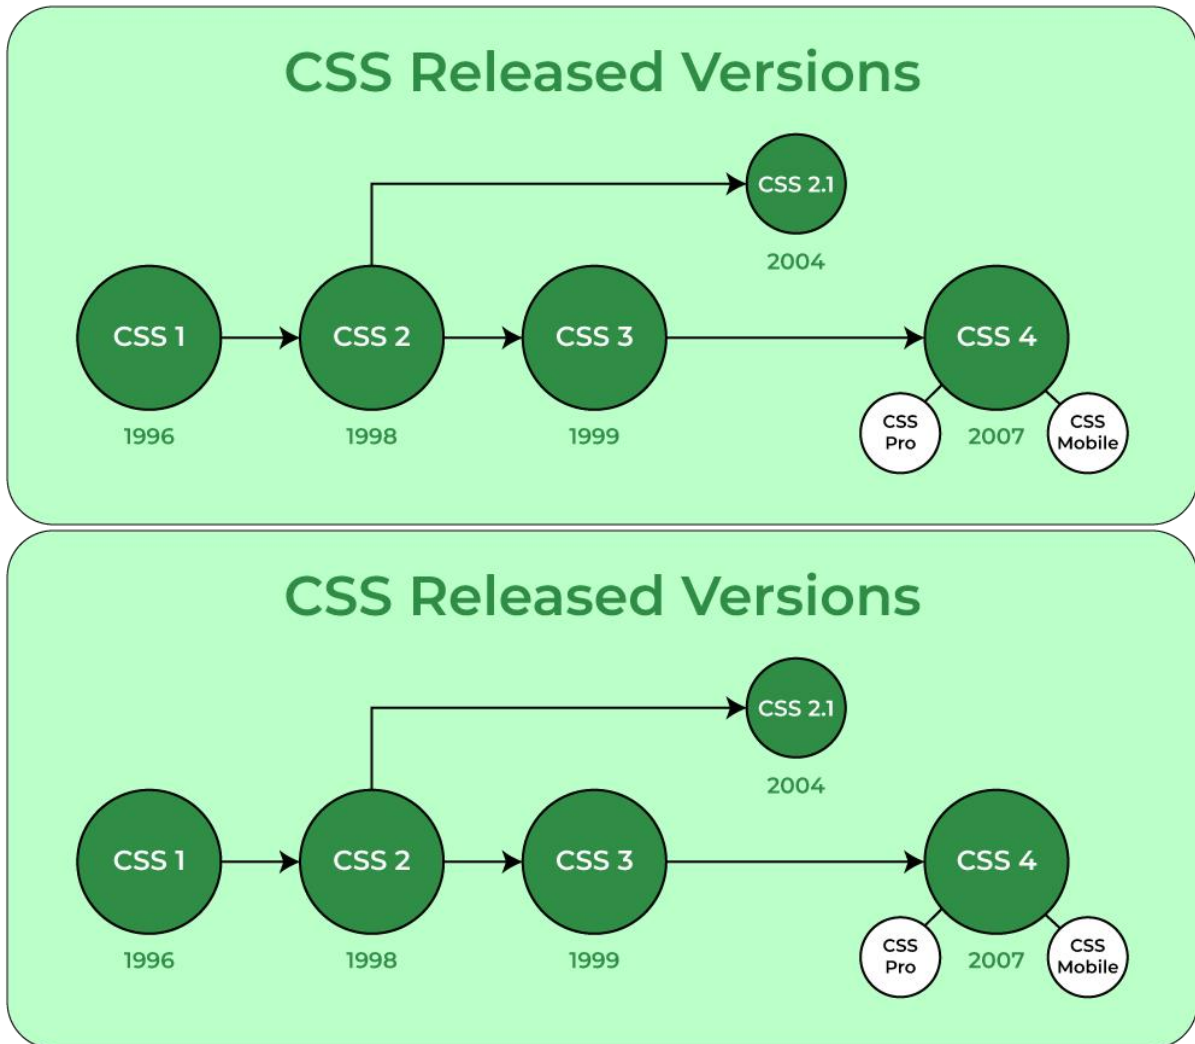 CSS Released Versions
CSS 2.1
2004
CSS 1
CSS 2
CSS 3
CSS 4
CSS
Pro
CSS
Mobile
1996
1998
1999
2007
CSS Released Versions
CSS 2.1
2004
CSS 1
CSS 2
CSS 3
CSS 4
CSS
Pro
CSS
Mobile
1996
1998
1999
2007